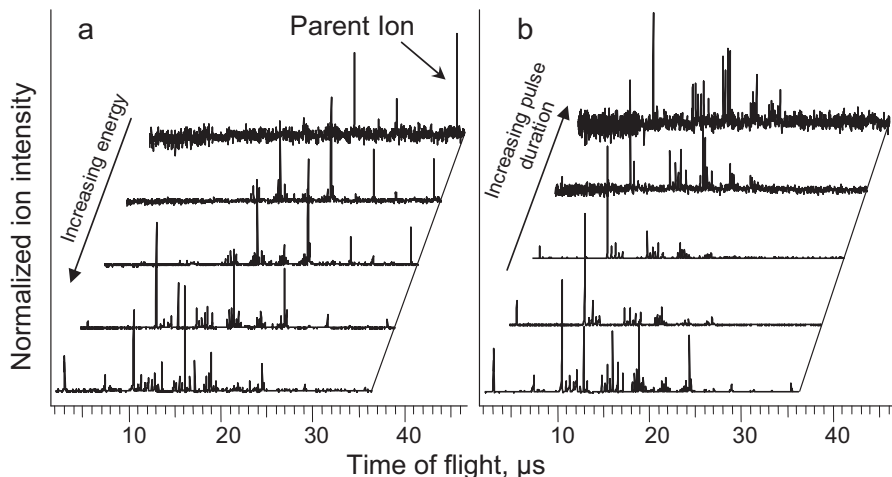 a
Parent Ion
b
Normalized ion intensity
Increasing energy
Increasing pulse
duration
10 20 30 40 10 20 30 40
Time of flight, µs